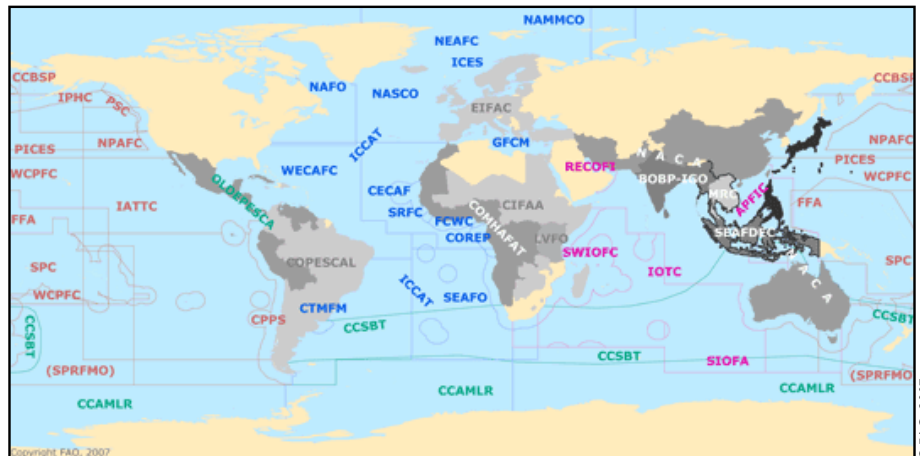 NAMMCO
NEAFC
ICES
CCBSP
CCBSP
NAFO
NASCO
IPHC
PSC
EIFAC
NPAFC
ICCAT
GFCM
NPAFC
PICES
NACA
PICES
WECAFC
RECOFI
WCPFC
BOBP-IGO
WCPFC
OLDEPESCA
CECAF
MRC
APFIC
IATTC
SRFC
CIFAA
FFA
FFA
FCWC
COMHAFAT
COREP
LVFO
SEAFDEC
SWIOFC
COPESCAL
SPC
IOTC
NACA
SPC
WCPFC
ICCAT
SEAFO
CTMFM
CPPS
CCSBT
CCSBT
CCSBT
CCSBT
SIOFA
(SPRFMO)
(SPRFMO)
CCAMLR
CCAMLR
CCAMLR
Copyright FAO, 2007